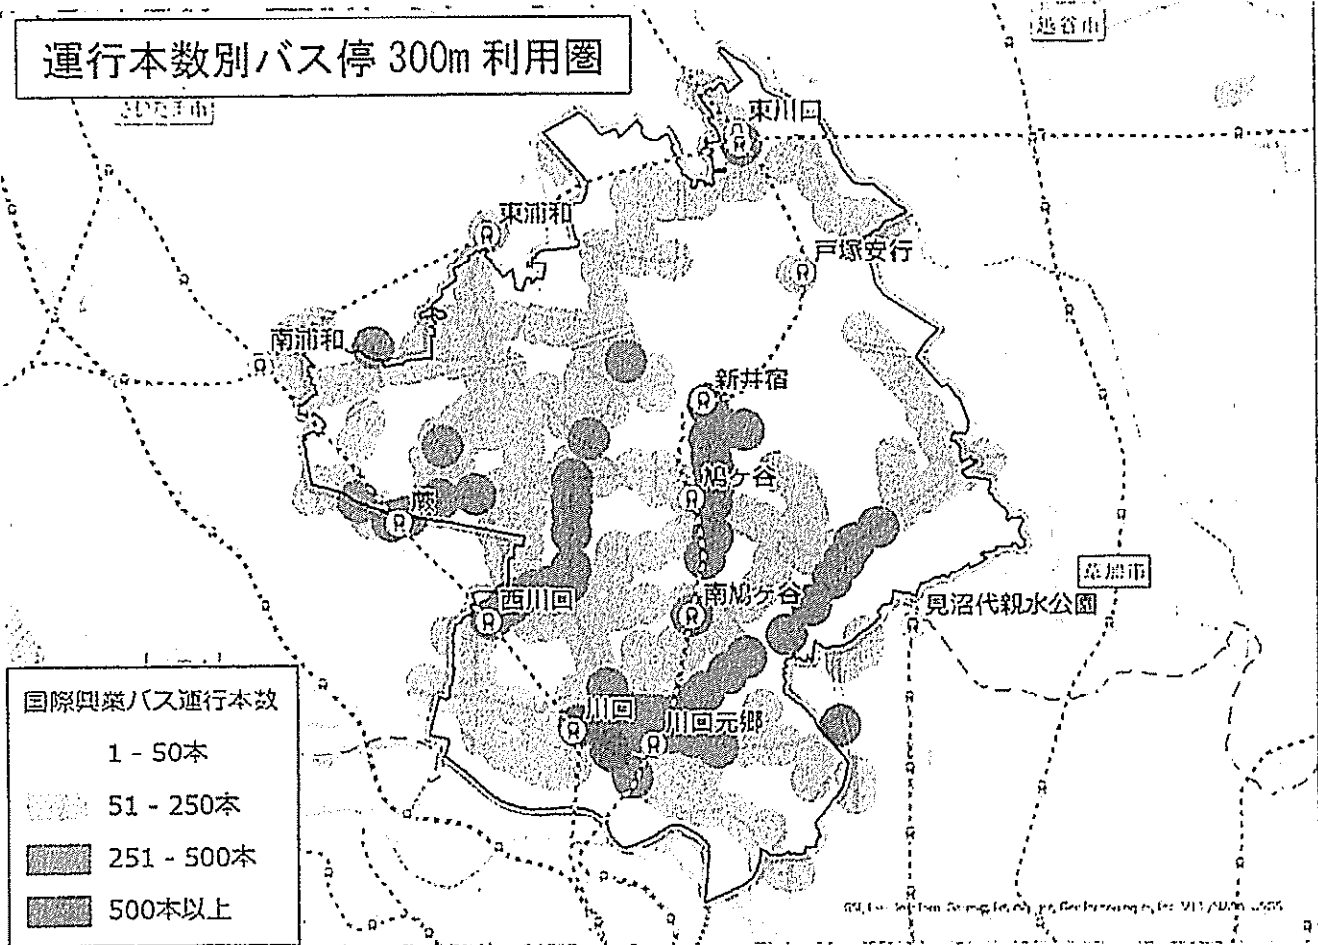 運行本数別バス停 300m 利用圏
越谷市
さいたま市
東川口
東浦和
戸塚安行
南浦和
新井宿
鳩ヶ谷
蕨
草加市
西川口
南鳩ヶ谷
見沼代親水公園
川口
川口元郷
国際興業バス運行本数
1 - 50本
51 - 250本
251 - 500本
500本以上